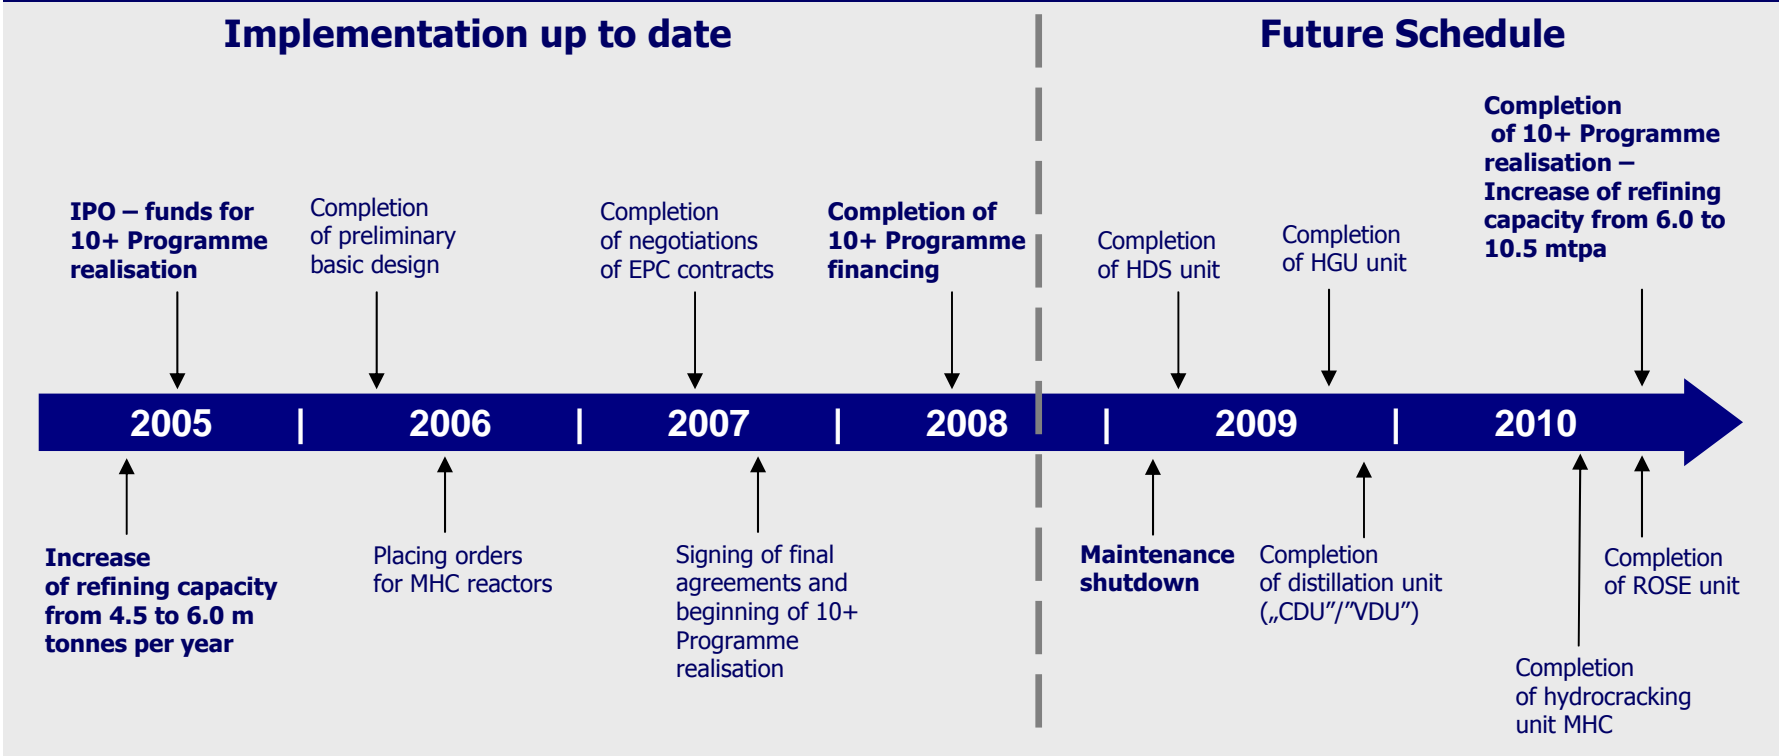 Implementation up to date
Future Schedule
IPO – funds for
10+ Programme
realisation
Completion
of preliminary
basic design
Completion
of negotiations
of EPC contracts
Completion of
10+ Programme
financing
Completion
of HDS unit
Completion
of HGU unit
Completion
of 10+ Programme
realisation –
Increase of refining
capacity from 6.0 to
10.5 mtpa
2005 | 2006 | 2007 | 2008 | 2009 | 2010
Increase
of refining capacity
from 4.5 to 6.0 m
tonnes per year
Placing orders
for MHC reactors
Signing of final
agreements and
beginning of 10+
Programme
realisation
Maintenance
shutdown
Completion
of distillation unit
(„CDU”/”VDU”)
Completion
of hydrocracking
unit MHC
Completion
of ROSE unit